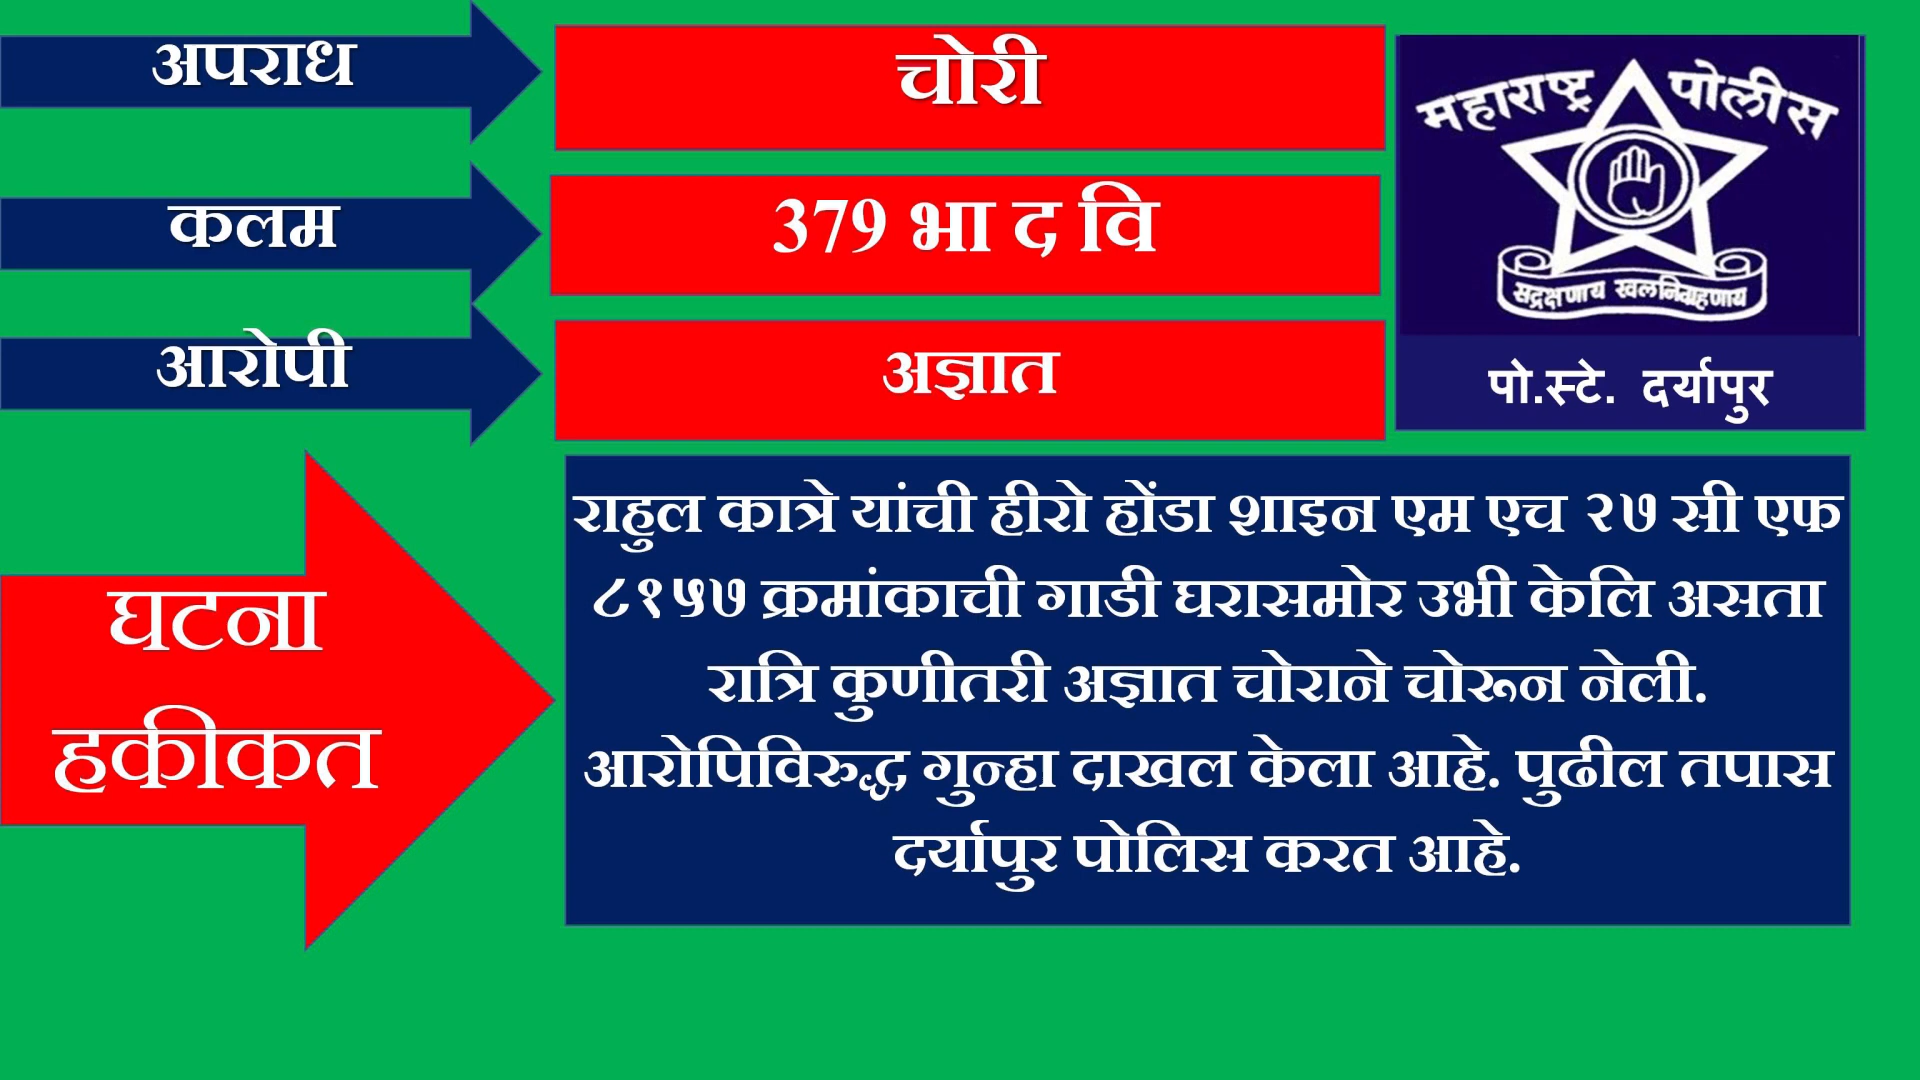 अपराध
चोरी
महाराष्ट्र पोलीस
कलम
379 भा द वि
सद्रक्षणाय खलनिग्रहणाय
आरोपी
अज्ञात
पो.स्टे. दर्यापुर
घटना
हकीकत
राहुल कात्रे यांची हीरो होंडा शाइन एम एच २७ सी एफ
८१५७ क्रमांकाची गाडी घरासमोर उभी केलि असता
रात्रि कुणीतरी अज्ञात चोराने चोरून नेली.
आरोपिविरुद्ध गुन्हा दाखल केला आहे. पुढील तपास
दर्यापुर पोलिस करत आहे.